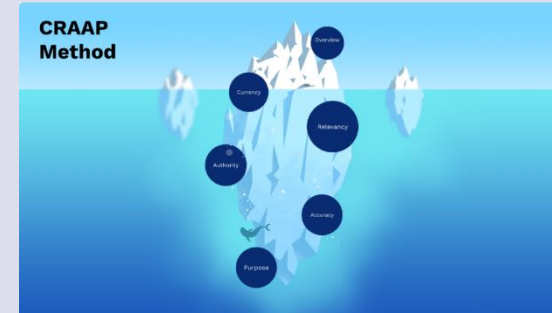 CRAAP
Method
Overview
Currency
Relevancy
Authority
Accuracy
Purpose